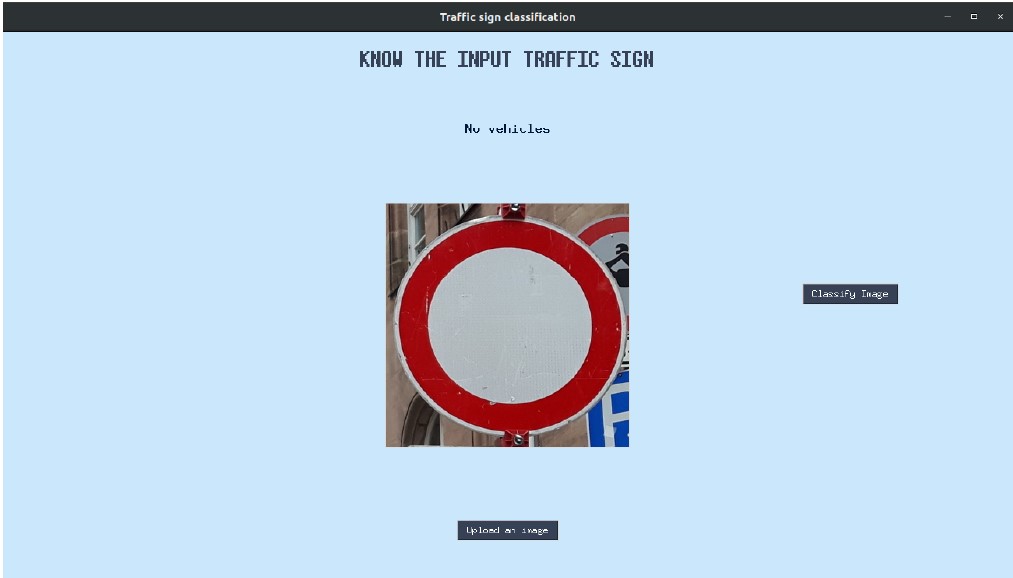 Traffic sign classification
KNOW THE INPUT TRAFFIC SIGN
No vehicles
Classify Image
Upload an image